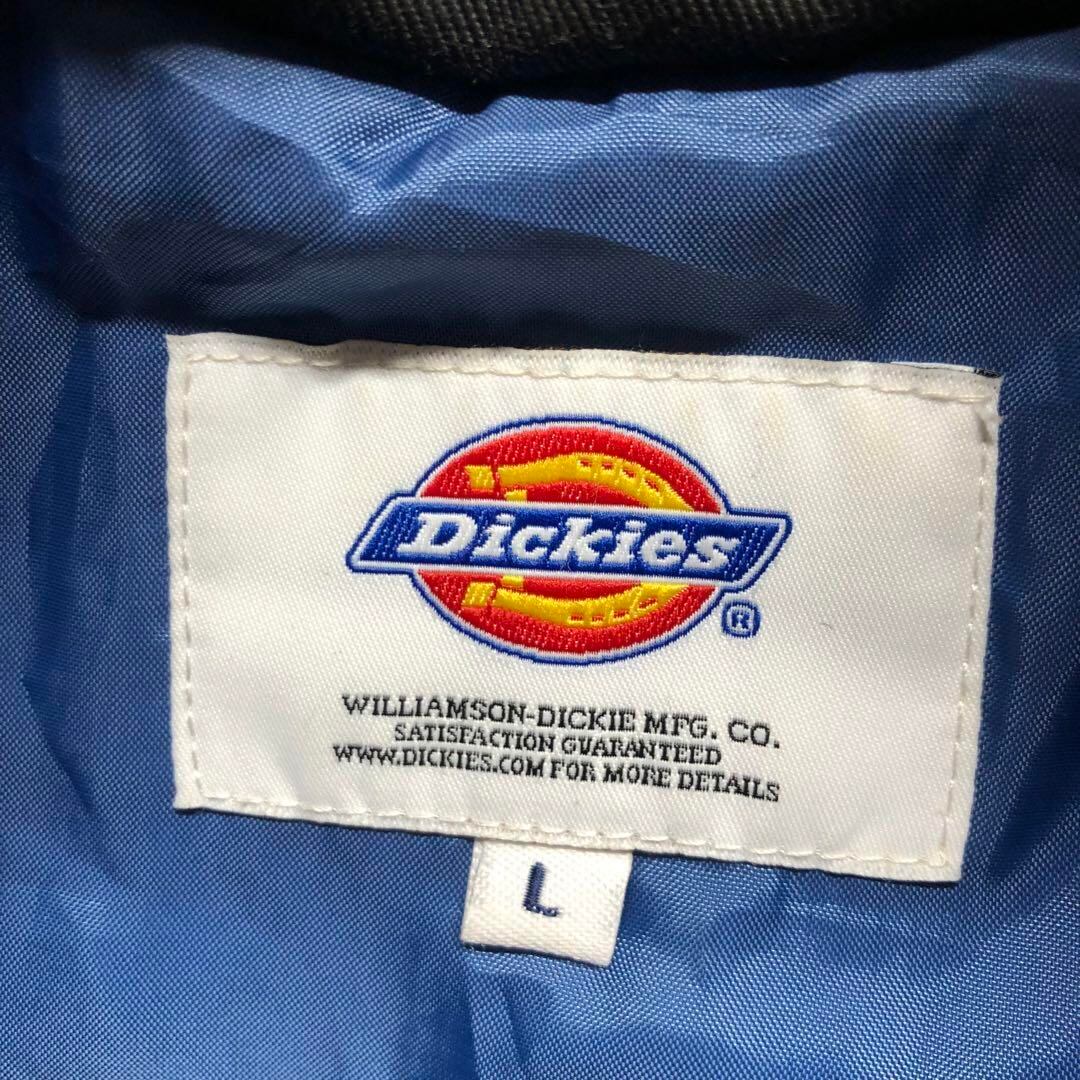 Dickies
®
WILLIAMSON-DICKIE MFG. CO.
SATISFACTION GUARANTEED
WWW.DICKIES.COM FOR MORE DETAILS
L